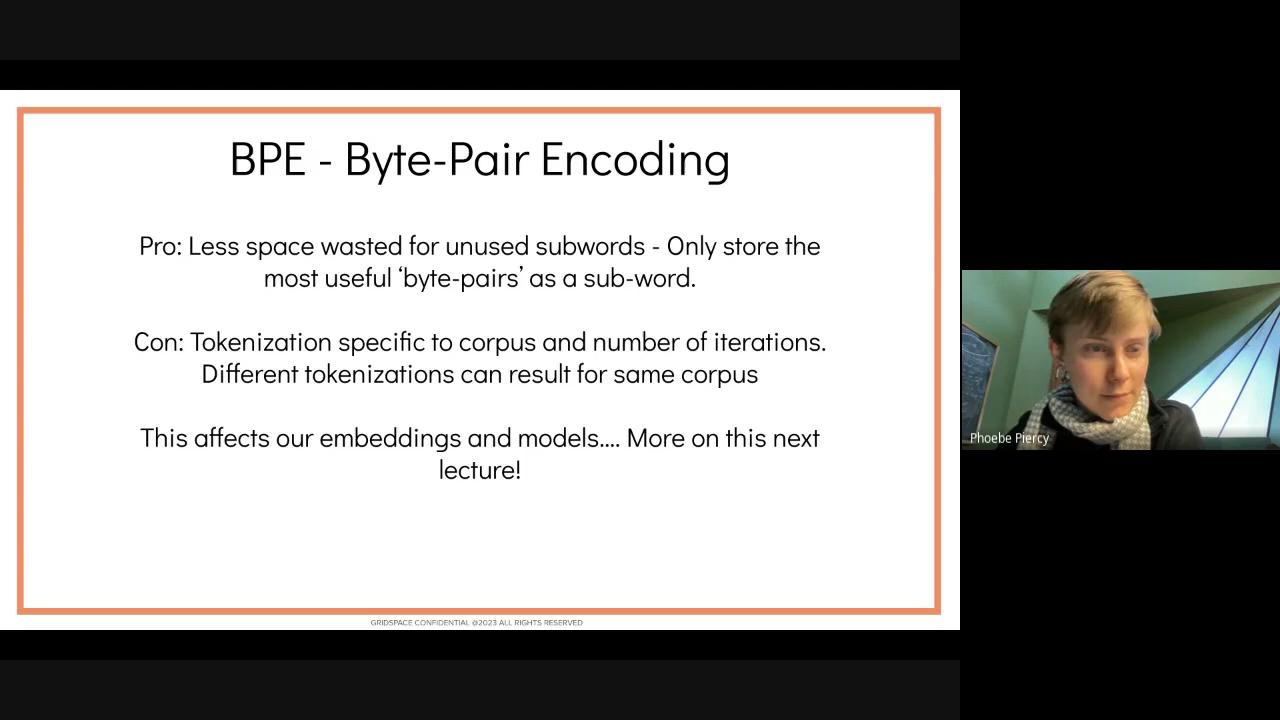 BPE - Byte-Pair Encoding
Pro: Less space wasted for unused subwords - Only store the
most useful ‘byte-pairs’ as a sub-word.
Con: Tokenization specific to corpus and number of iterations.
Different tokenizations can result for same corpus
This affects our embeddings and models.... More on this next
lecture!
GRIDSPACE CONFIDENTIAL @2023 ALL RIGHTS RESERVED
Phoebe Piercy